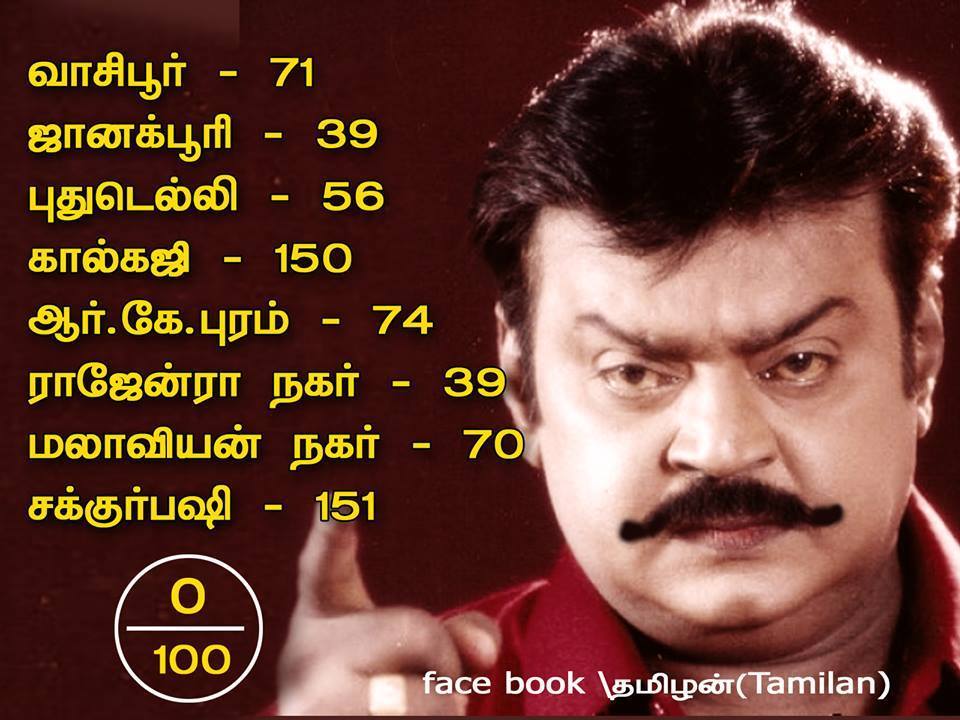 வாசிபூர் - 71
ஜானக்பூரி - 39
புதுடெல்லி - 56
கால்கஜி - 150
ஆர்.கே.புரம் - 74
ராஜேன்ரா நகர் - 39
மலாவியன் நகர் - 70
சக்குர்பஷி - 151
0
100
face book \தமிழன்(Tamilan)